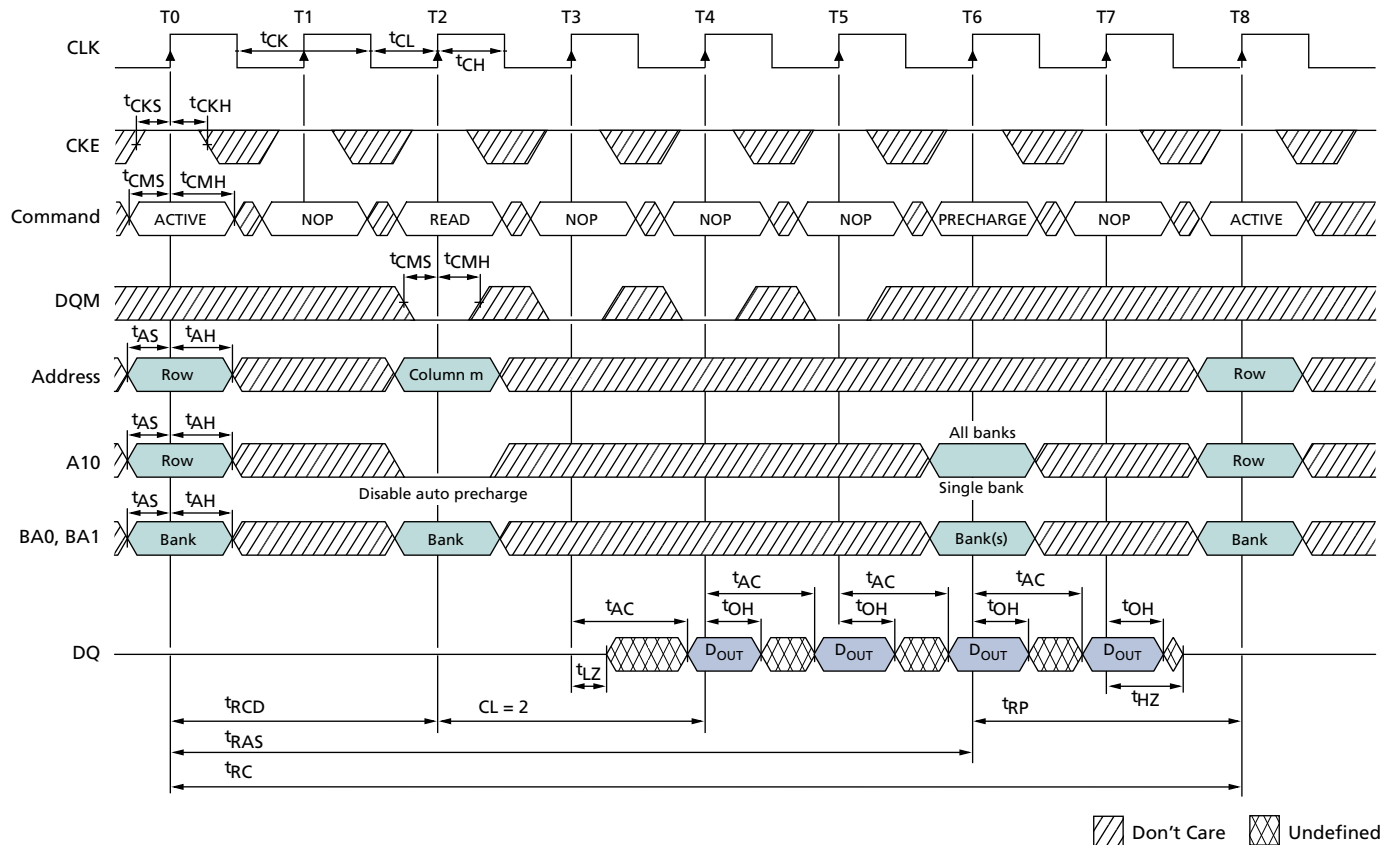 T0 T1 T2 T3 T4 T5 T6 T7 T8
CLK
tCK tCL
tCH
tCKS tCKH
CKE
tCMS tCMH
Command ACTIVE NOP READ NOP NOP NOP PRECHARGE NOP ACTIVE
tCMS tCMH
DQM
tAS tAH
Address Row Column m Row
tAS tAH
All banks
A10 Row Row
Disable auto precharge Single bank
tAS tAH
BA0, BA1 Bank Bank Bank(s) Bank
tAC tAC tAC
tAC tOH tOH tOH tOH
DQ DOUT DOUT DOUT DOUT
tLZ tHZ
tRCD CL = 2 tRP
tRAS
tRC
Don't Care Undefined